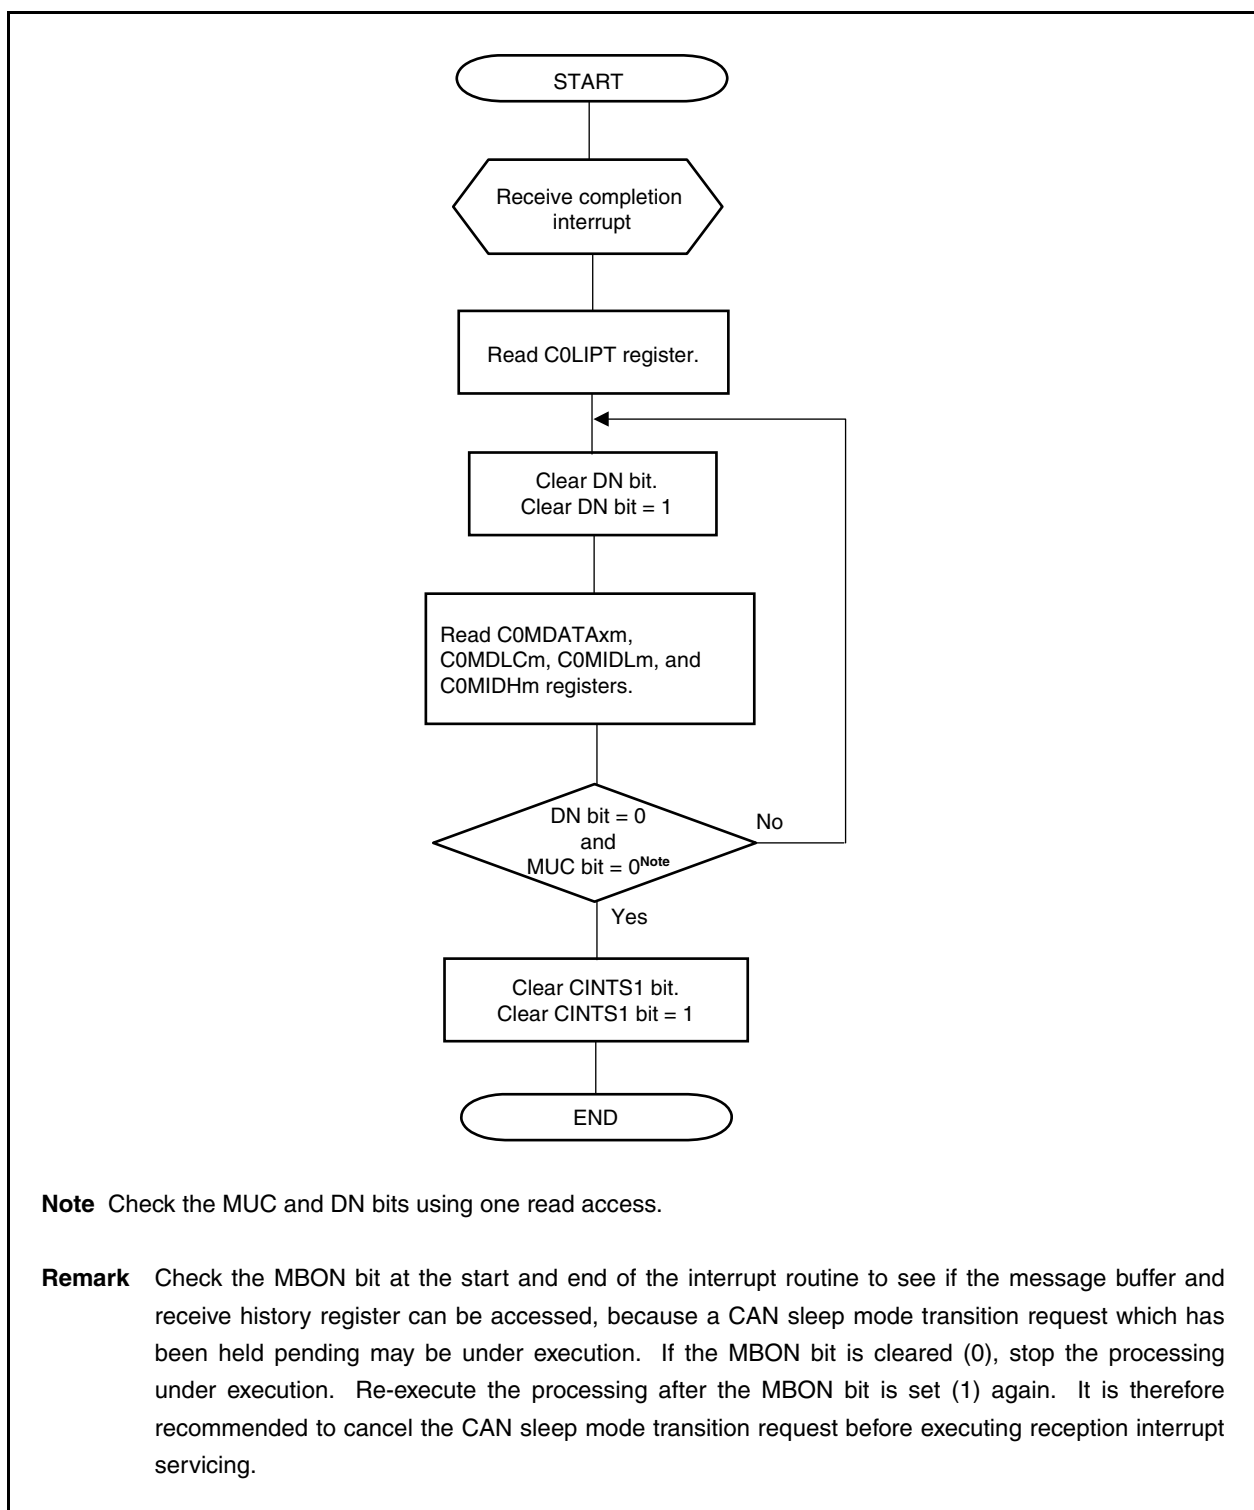 START
Receive completion
interrupt
Read C0LIPT register.
Clear DN bit.
Clear DN bit = 1
Read C0MDATAxm,
C0MDLCm, C0MIDLm, and
C0MIDHm registers.
DN bit = 0
and
MUC bit = 0Note
No
Yes
Clear CINTS1 bit.
Clear CINTS1 bit = 1
END
Note Check the MUC and DN bits using one read access.
Remark Check the MBON bit at the start and end of the interrupt routine to see if the message buffer and
receive history register can be accessed, because a CAN sleep mode transition request which has
been held pending may be under execution. If the MBON bit is cleared (0), stop the processing
under execution. Re-execute the processing after the MBON bit is set (1) again. It is therefore
recommended to cancel the CAN sleep mode transition request before executing reception interrupt
servicing.